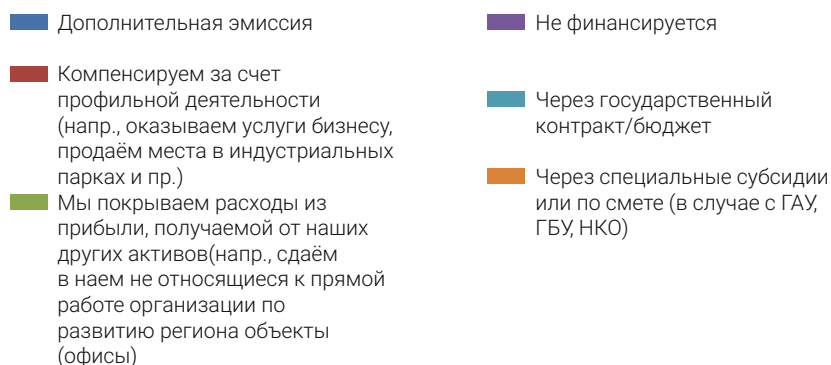 Дополнительная эмиссия
Компенсируем за счет
профильной деятельности
(напр., оказываем услуги бизнесу,
продаём места в индустриальных
парках и пр.)
Мы покрываем расходы из
прибыли, получаемой от наших
других активов(напр., сдаём
в наем не относящиеся к прямой
работе организации по
развитию региона объекты
(офисы)
Не финансируется
Через государственный
контракт/бюджет
Через специальные субсидии
или по смете (в случае с ГАУ,
ГБУ, НКО)